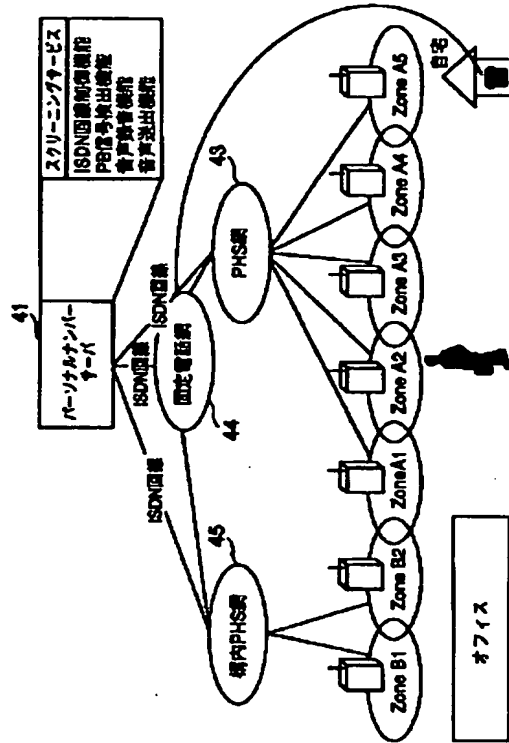 41
パーソナルナンバー
サーバ
スクリーニングサービス
ISDN回線制御機能
PB信号検出機能
音声録音機能
音声送出機能
ISDN回線
ISDN回線
ISDN回線
45
構内PHS網
固定電話網
44
PHS網
43
Zone B1
Zone B2
Zone A1
Zone A2
Zone A3
Zone A4
Zone A5
オフィス
自宅